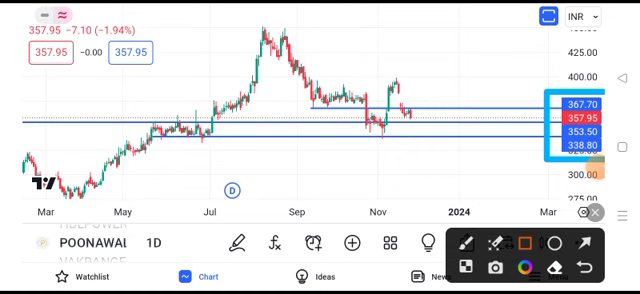 357.95 −7.10 (−1.94%)
357.95 −0.00 357.95
INR
425.00
400.00
367.70
357.95
353.50
338.80
300.00
275.00
Mar May Jul Sep Nov 2024 Mar
D
POONAWAL 1D
Watchlist Chart Ideas News